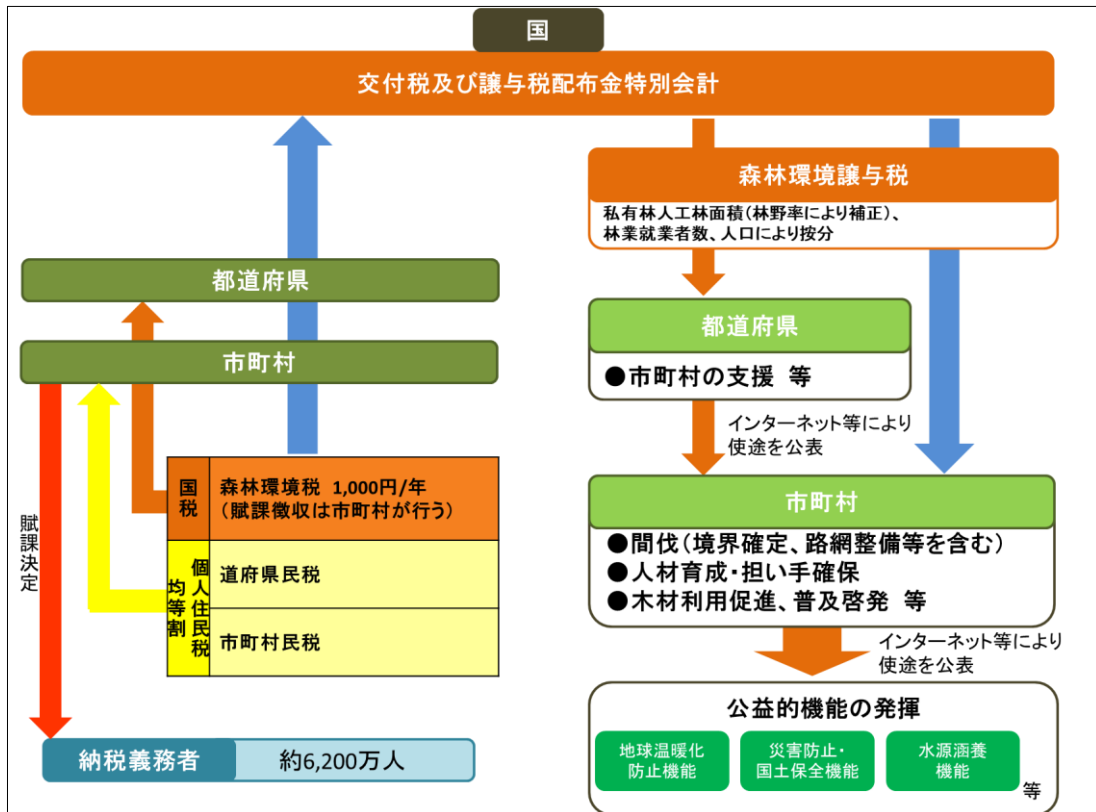 国
交付税及び譲与税配布金特別会計
森林環境譲与税
私有林人工林面積(林野率により補正)、
林業就業者数、人口により按分
都道府県
市町村
賦課決定
国税
森林環境税 1,000円/年
(賦課徴収は市町村が行う)
個人住民税
均等割
道府県民税
市町村民税
納税義務者
約6,200万人
都道府県
●市町村の支援 等
インターネット等により
使途を公表
市町村
●間伐(境界確定、路網整備等を含む)
●人材育成・担い手確保
●木材利用促進、普及啓発 等
インターネット等により
使途を公表
公益的機能の発揮
地球温暖化
防止機能
災害防止・
国土保全機能
水源涵養
機能
等